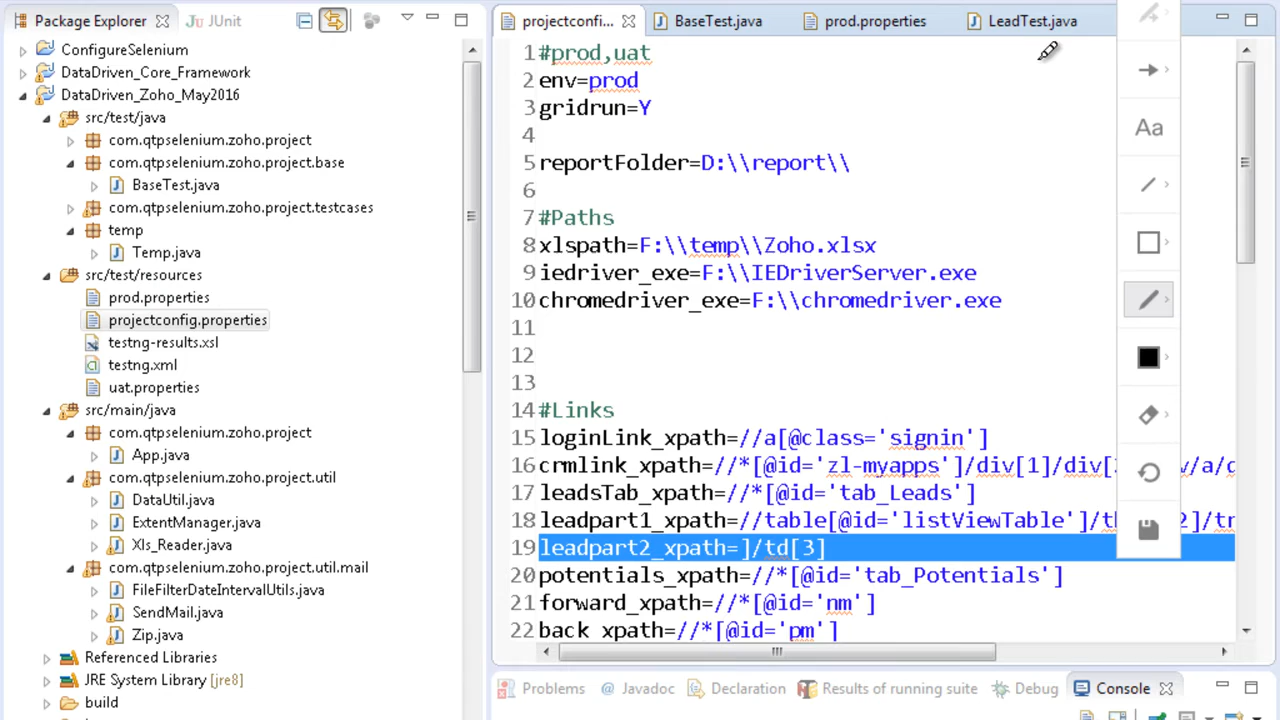 Package Explorer JUnit
ConfigureSelenium
DataDriven_Core_Framework
DataDriven_Zoho_May2016
src/test/java
com.qtpselenium.zoho.project
com.qtpselenium.zoho.project.base
BaseTest.java
com.qtpselenium.zoho.project.testcases
temp
Temp.java
src/test/resources
prod.properties
projectconfig.properties
testng-results.xsl
testng.xml
uat.properties
src/main/java
com.qtpselenium.zoho.project
App.java
com.qtpselenium.zoho.project.util
DataUtil.java
ExtentManager.java
Xls_Reader.java
com.qtpselenium.zoho.project.util.mail
FileFilterDateIntervalUtils.java
SendMail.java
Zip.java
Referenced Libraries
JRE System Library [jre8]
build
projectconfi... BaseTest.java prod.properties LeadTest.java
1 #prod,uat
2 env=prod
3 gridrun=Y
4
5 reportFolder=D:\\report\\
6
7 #Paths
8 xlspath=F:\\temp\\Zoho.xlsx
9 iedriver_exe=F:\\IEDriverServer.exe
10 chromedriver_exe=F:\\chromedriver.exe
11
12
13
14 #Links
15 loginLink_xpath=//a[@class='signin']
16 crmlink_xpath=//*[@id='zl-myapps']/div[1]/div[
17 leadsTab_xpath=//*[@id='tab_Leads']
18 leadpart1_xpath=//table[@id='listViewTable']/
19 leadpart2_xpath=]/td[3]
20 potentials_xpath=//*[@id='tab_Potentials']
21 forward_xpath=//*[@id='nm']
22 back_xpath=//*[@id='pm']
Aa
Problems @ Javadoc Declaration Results of running suite Debug Console